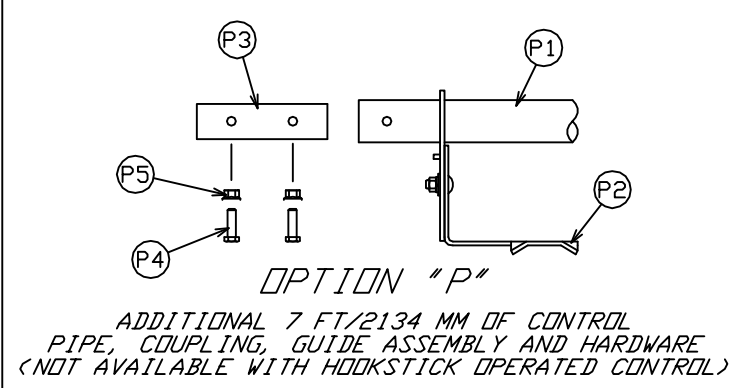 P3
P1
P5
P2
P4
OPTION "P"
ADDITIONAL 7 FT/2134 MM OF CONTROL
PIPE, COUPLING, GUIDE ASSEMBLY AND HARDWARE
(NOT AVAILABLE WITH HOOKSTICK OPERATED CONTROL)